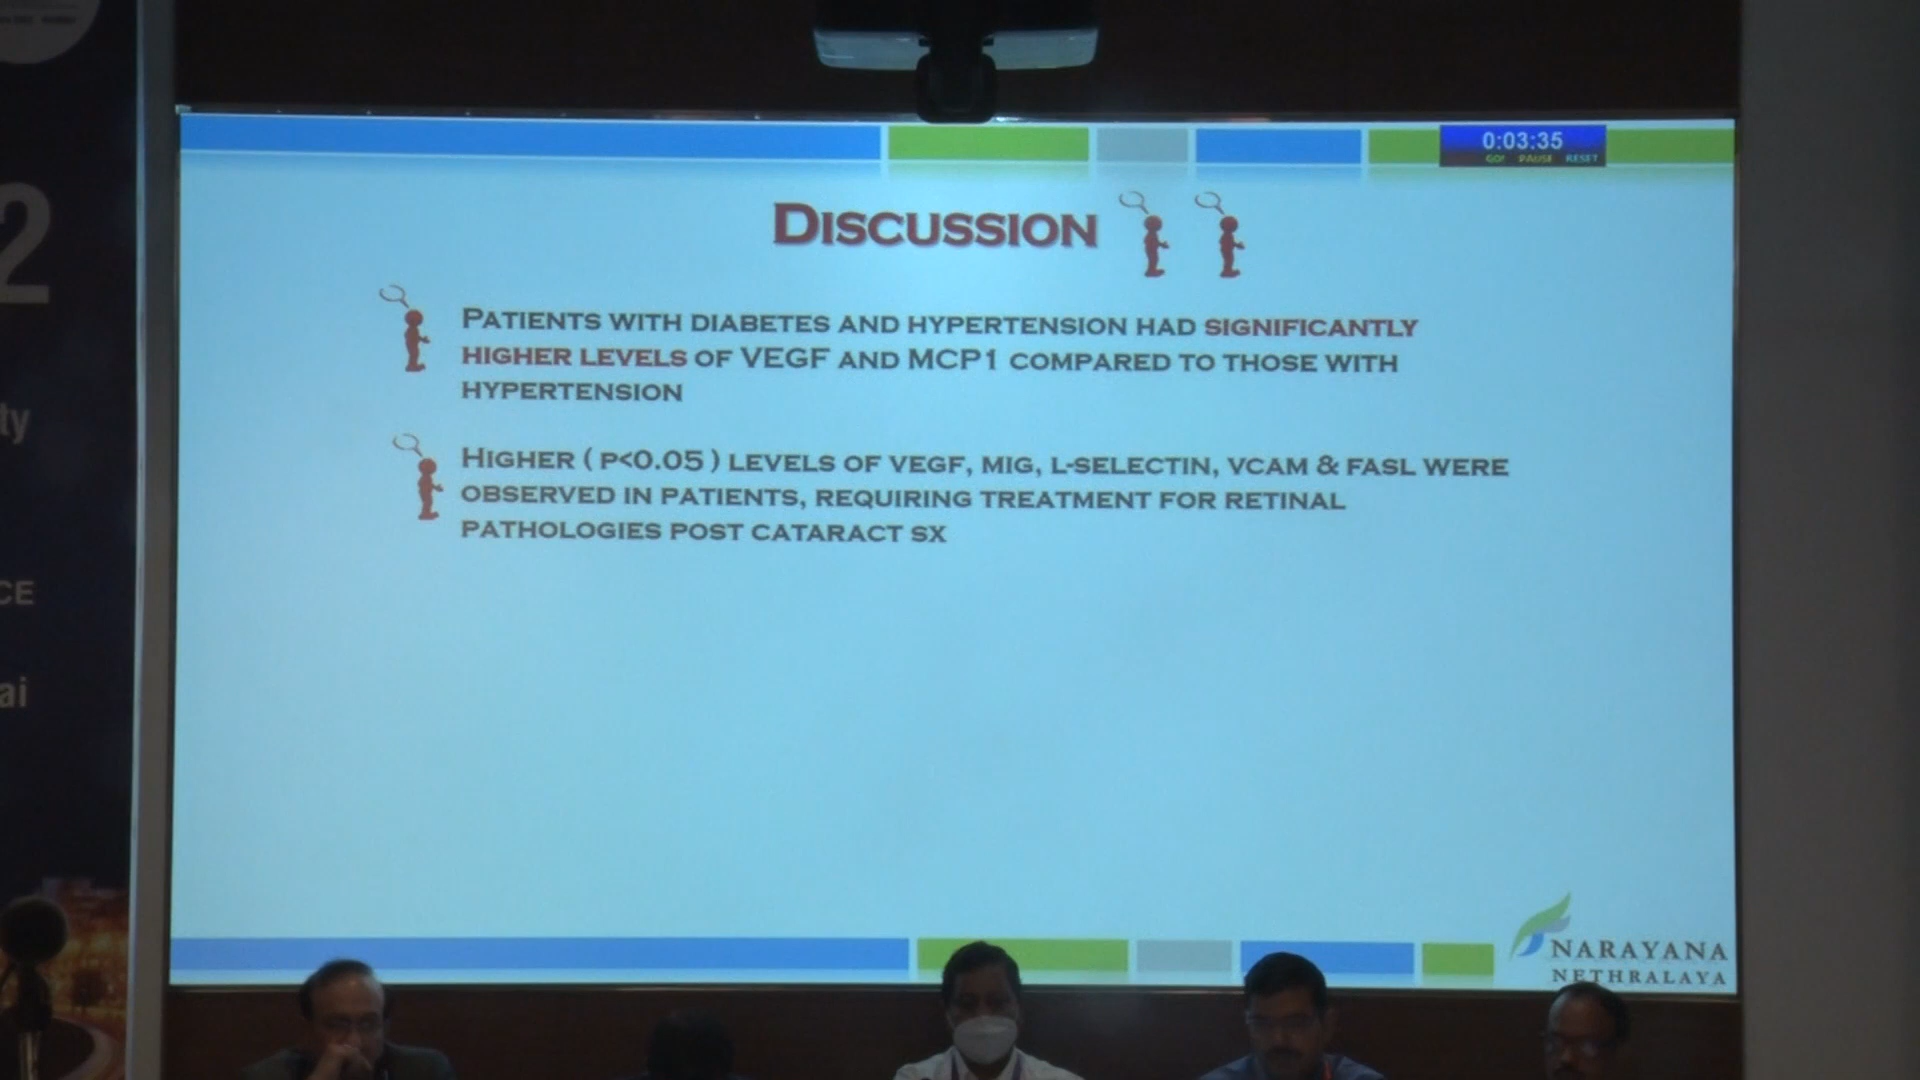 2
ty
CE
ai
0:03:35
GO! PAUSE RESET
DISCUSSION
PATIENTS WITH DIABETES AND HYPERTENSION HAD SIGNIFICANTLY
HIGHER LEVELS OF VEGF AND MCP1 COMPARED TO THOSE WITH
HYPERTENSION
HIGHER ( P<0.05 ) LEVELS OF VEGF, MIG, L-SELECTIN, VCAM & FASL WERE
OBSERVED IN PATIENTS, REQUIRING TREATMENT FOR RETINAL
PATHOLOGIES POST CATARACT SX
NARAYANA
NETHRALAYA